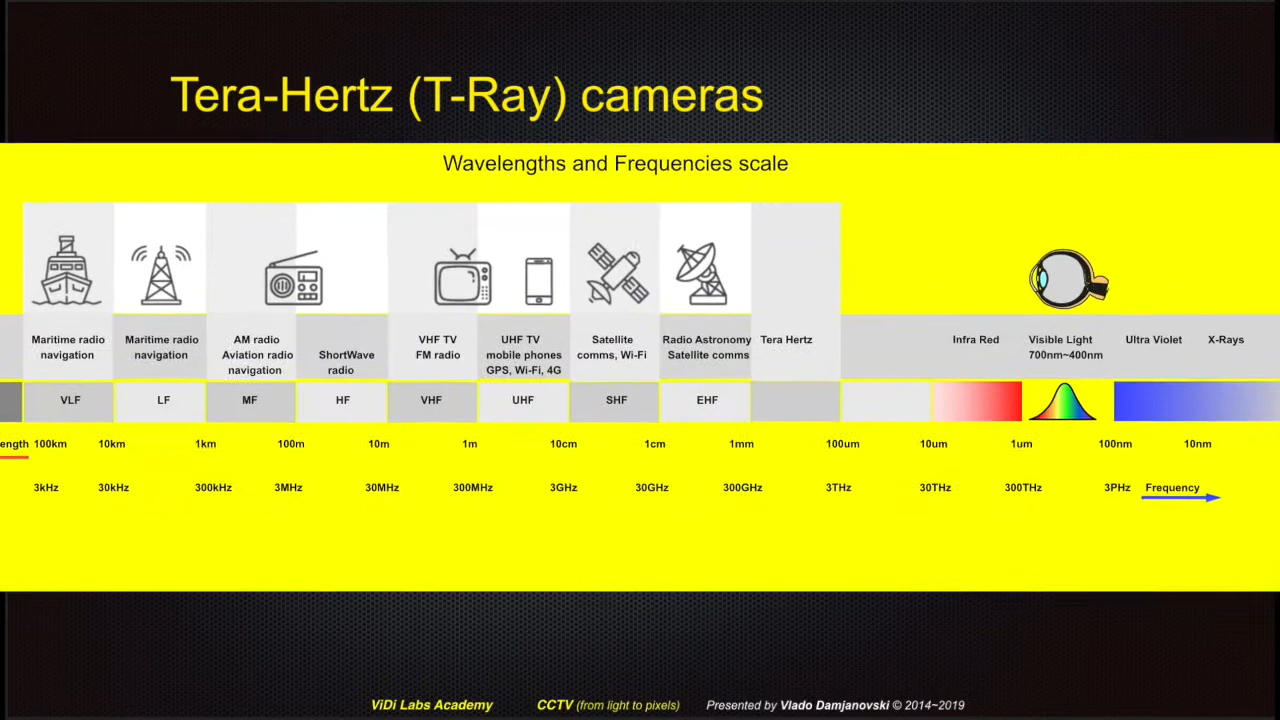 Tera-Hertz (T-Ray) cameras
Wavelengths and Frequencies scale
Maritime radio
navigation
Maritime radio
navigation
AM radio
Aviation radio
navigation
ShortWave
radio
VHF TV
FM radio
UHF TV
mobile phones
GPS, Wi-Fi, 4G
Satellite
comms, Wi-Fi
Radio Astronomy
Satellite comms
Tera Hertz
Infra Red
Visible Light
700nm~400nm
Ultra Violet
X-Rays
VLF LF MF HF VHF UHF SHF EHF
ength 100km 10km 1km 100m 10m 1m 10cm 1cm 1mm 100um 10um 1um 100nm 10nm
3kHz 30kHz 300kHz 3MHz 30MHz 300MHz 3GHz 30GHz 300GHz 3THz 30THz 300THz 3PHz Frequency
ViDi Labs Academy CCTV (from light to pixels) Presented by Vlado Damjanovski © 2014~2019